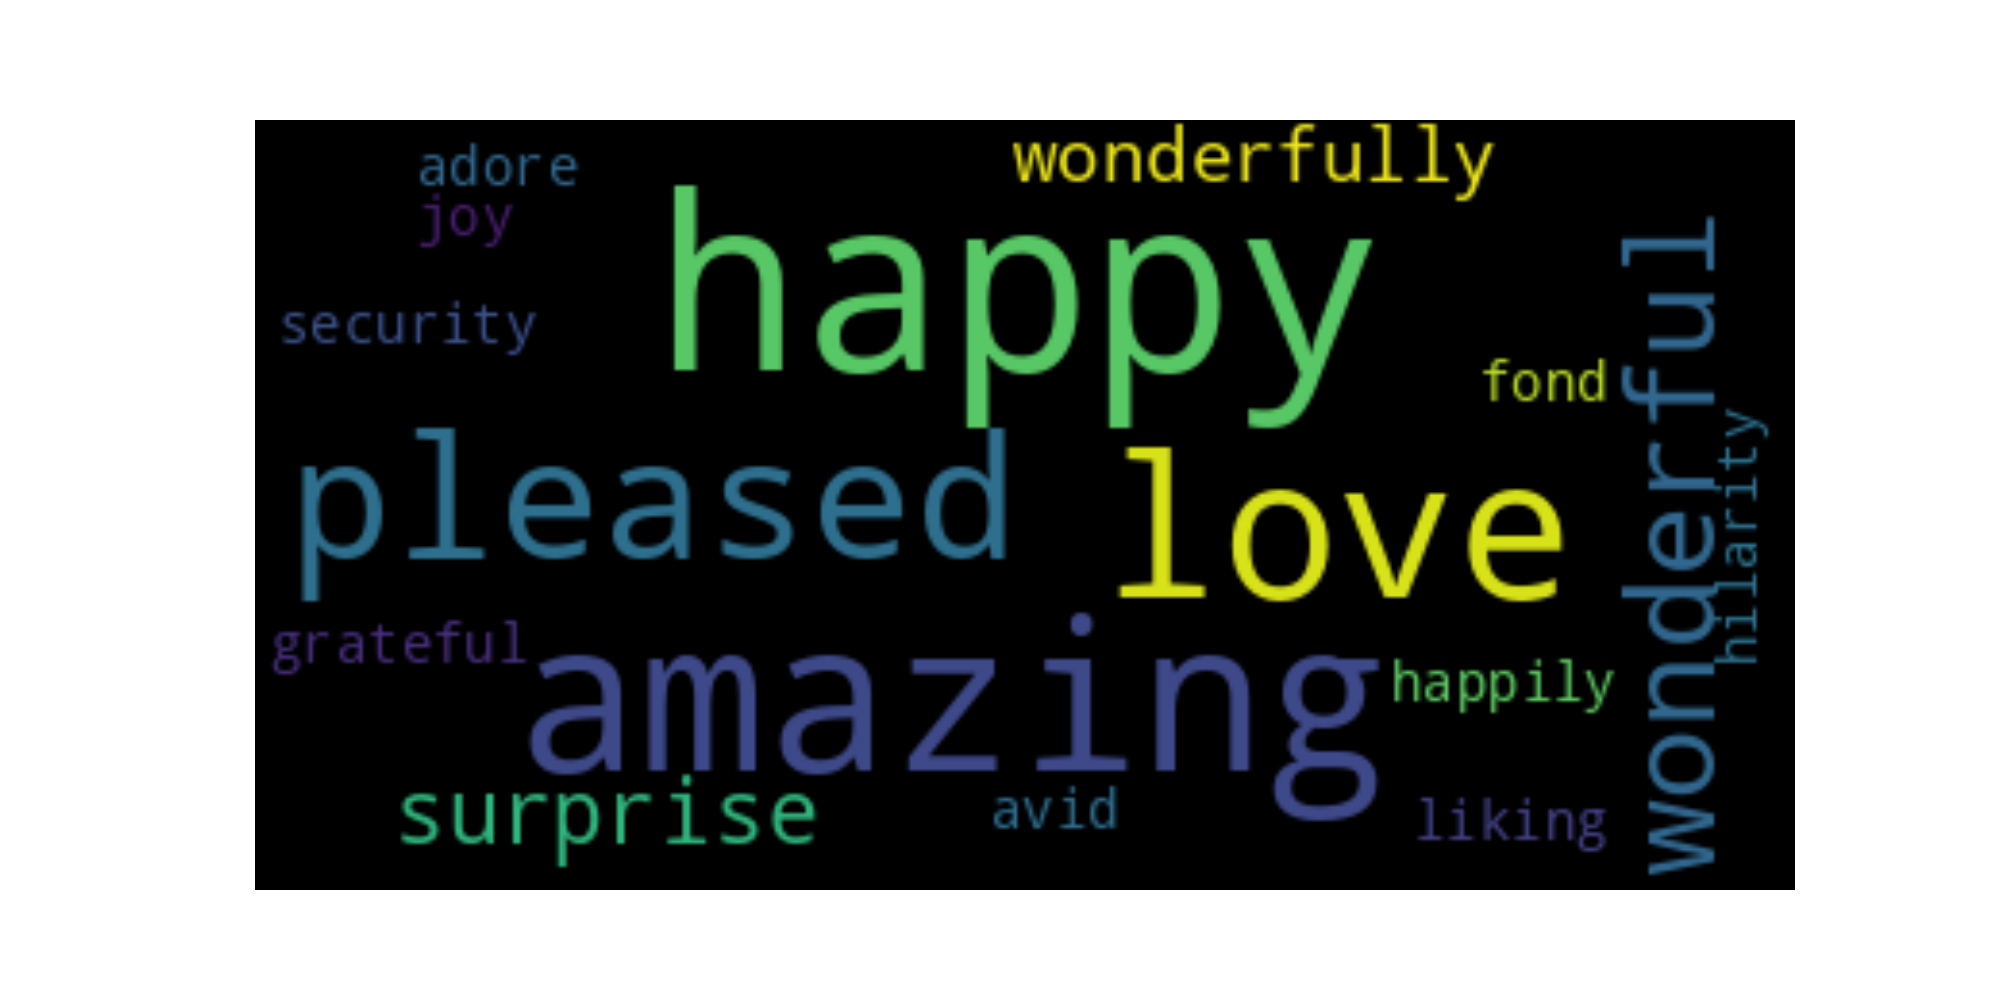 adore
wonderfully
joy
happy
security
wonderful
fond
hilarity
pleased
love
grateful
amazing
happily
surprise
avid
liking